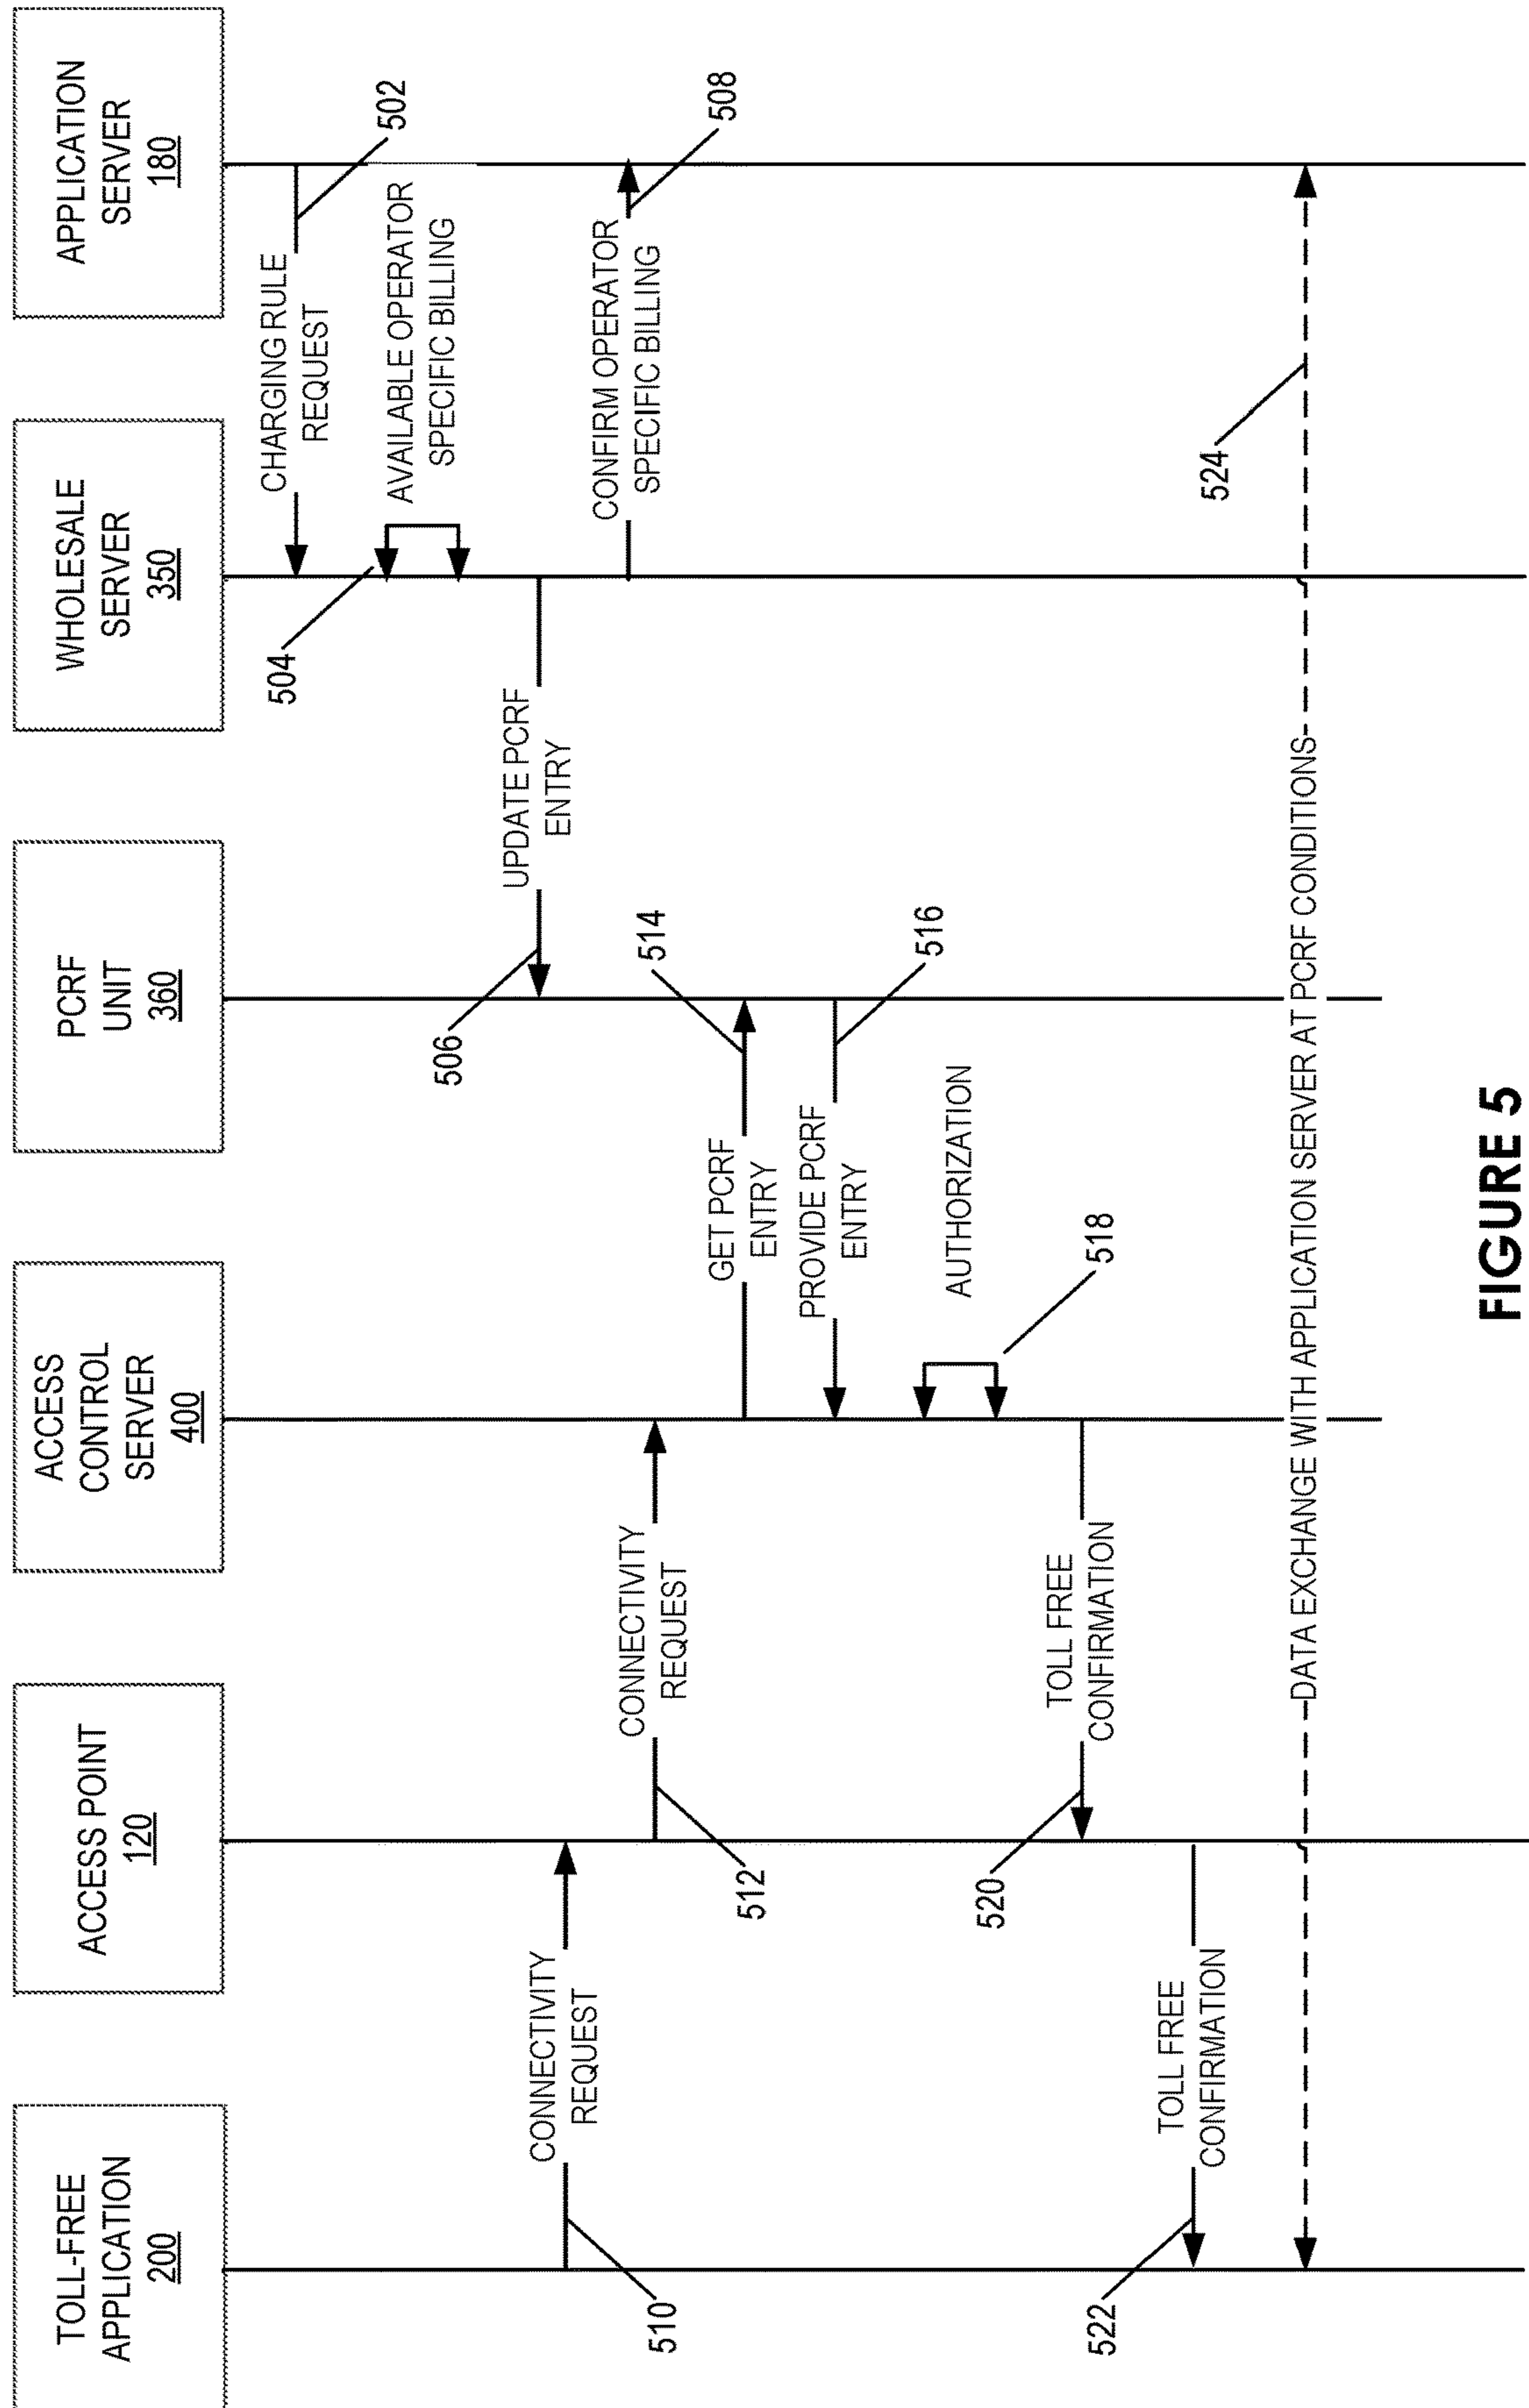 TOLL-FREE
APPLICATION
200
ACCESS POINT
120
ACCESS
CONTROL
SERVER
400
PCRF
UNIT
360
WHOLESALE
SERVER
350
APPLICATION
SERVER
180
CHARGING RULE
REQUEST
502
AVAILABLE OPERATOR
SPECIFIC BILLING
504
UPDATE PCRF
ENTRY
506
CONFIRM OPERATOR
SPECIFIC BILLING
508
CONNECTIVITY
REQUEST
510
CONNECTIVITY
REQUEST
512
GET PCRF
ENTRY
514
PROVIDE PCRF
ENTRY
516
AUTHORIZATION
518
TOLL FREE
CONFIRMATION
520
TOLL FREE
CONFIRMATION
522
DATA EXCHANGE WITH APPLICATION SERVER AT PCRF CONDITIONS
524
FIGURE 5